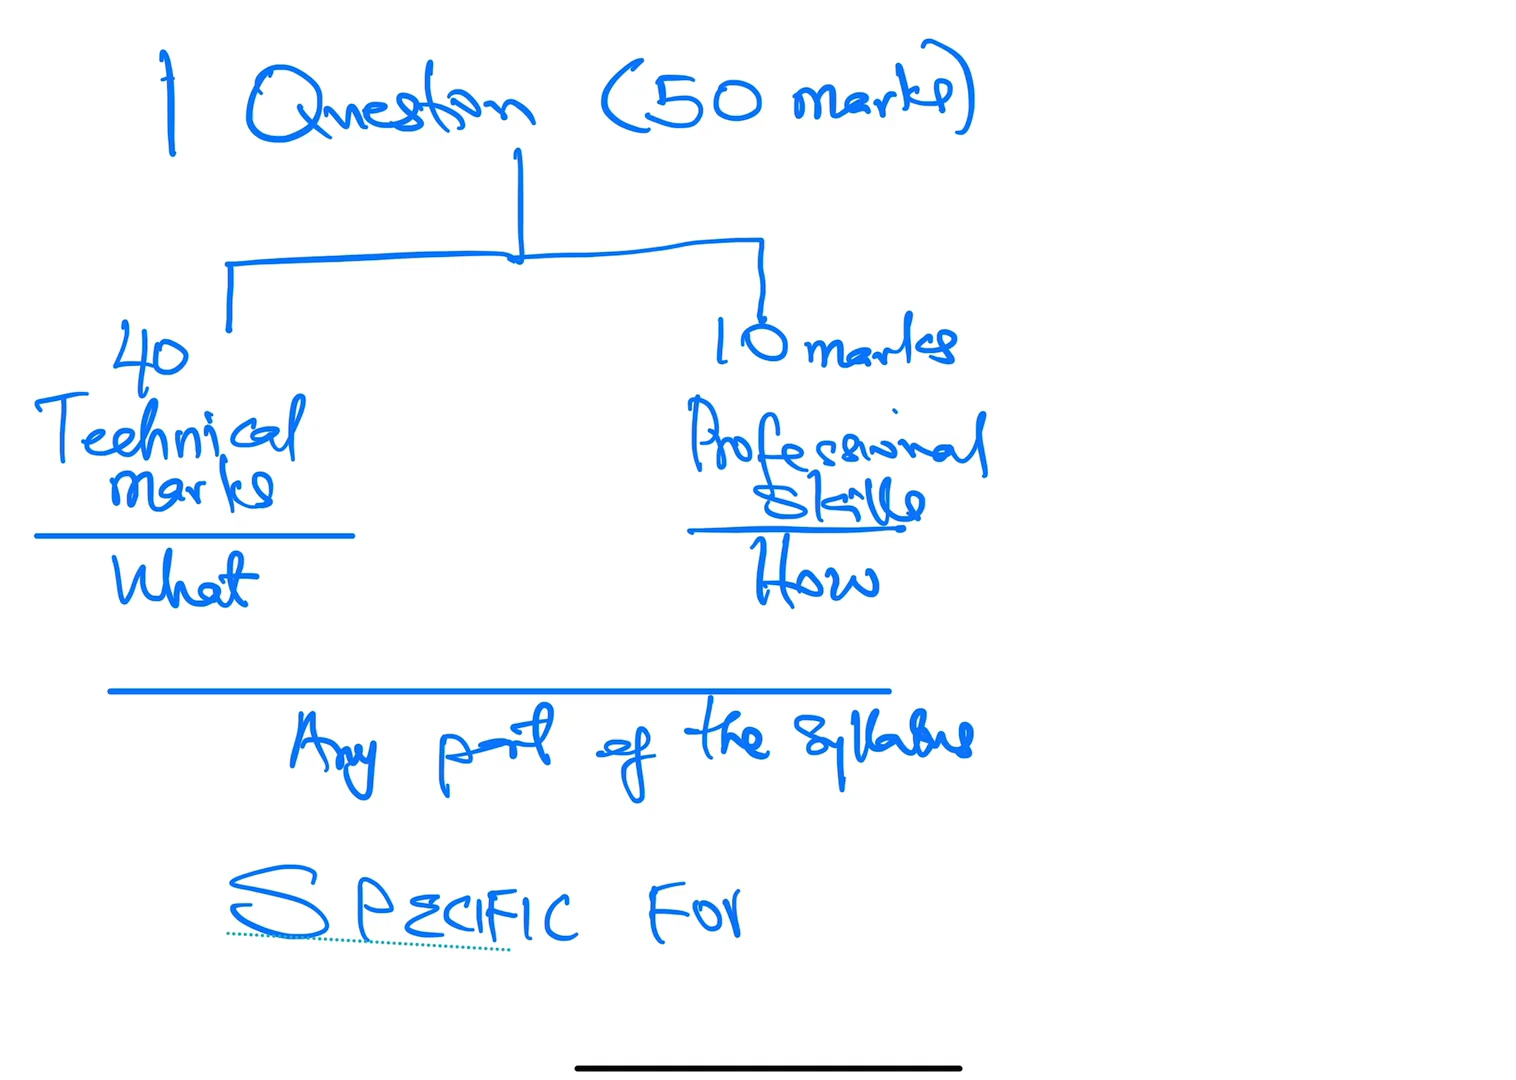 1 Question (50 marks)
40
Technical
marks
What
10 marks
Professional
Skills
How
Any part of the Syllabus
SPECIFIC FOR